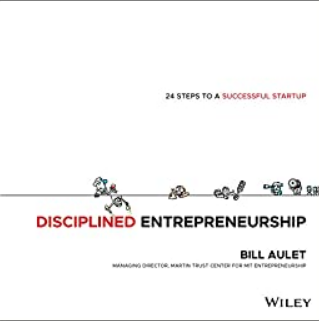 24 STEPS TO A SUCCESSFUL STARTUP
DISCIPLINED ENTREPRENEURSHIP
BILL AULET
MANAGING DIRECTOR, MARTIN TRUST CENTER FOR MIT ENTREPRENEURSHIP
WILEY